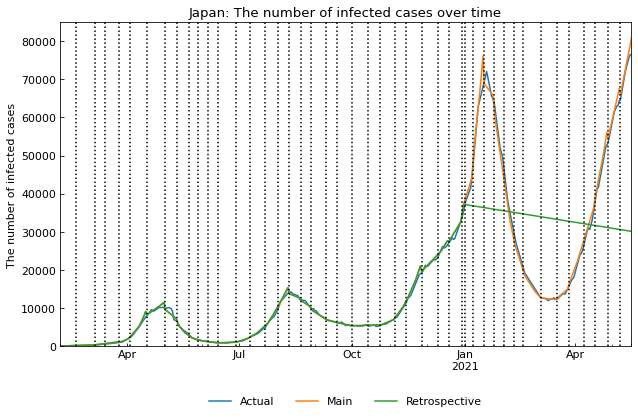 Japan: The number of infected cases over time
The number of infected cases
80000
70000
60000
50000
40000
30000
20000
10000
0
Apr
Jul
Oct
Jan
2021
Apr
Actual
Main
Retrospective